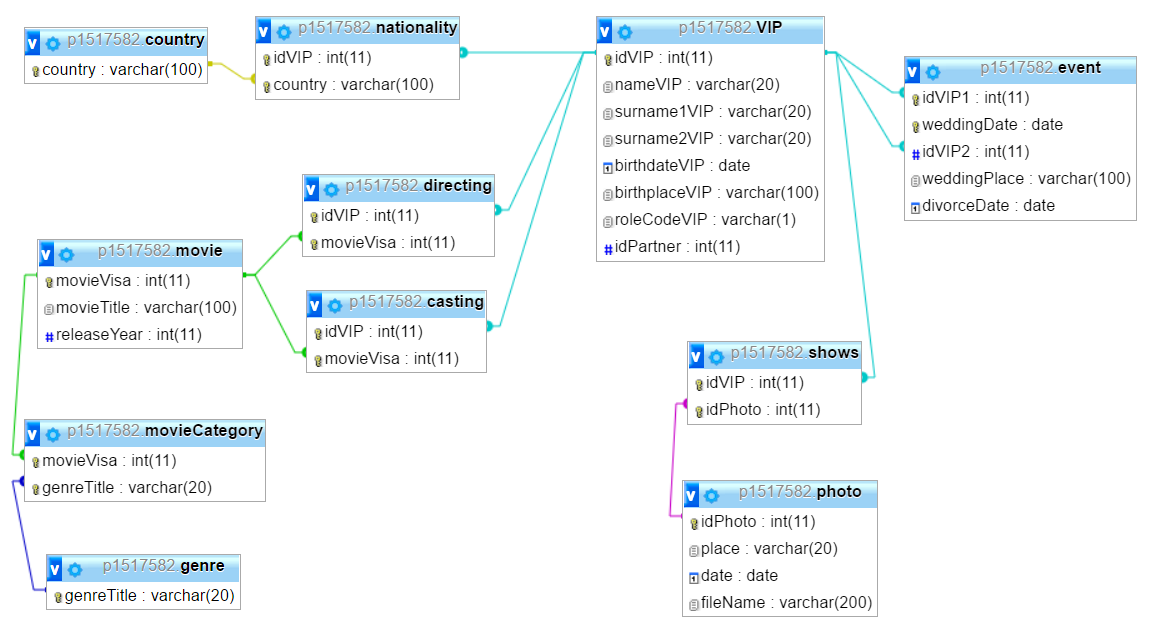 p1517582.country
country : varchar(100)
p1517582.nationality
idVIP : int(11)
country : varchar(100)
p1517582.VIP
idVIP : int(11)
nameVIP : varchar(20)
surname1VIP : varchar(20)
surname2VIP : varchar(20)
birthdateVIP : date
birthplaceVIP : varchar(100)
roleCodeVIP : varchar(1)
# idPartner : int(11)
p1517582.event
idVIP1 : int(11)
weddingDate : date
# idVIP2 : int(11)
weddingPlace : varchar(100)
divorceDate : date
p1517582.directing
idVIP : int(11)
movieVisa : int(11)
p1517582.movie
movieVisa : int(11)
movieTitle : varchar(100)
# releaseYear : int(11)
p1517582.casting
idVIP : int(11)
movieVisa : int(11)
p1517582.shows
idVIP : int(11)
idPhoto : int(11)
p1517582.movieCategory
movieVisa : int(11)
genreTitle : varchar(20)
p1517582.photo
idPhoto : int(11)
place : varchar(20)
date : date
fileName : varchar(200)
p1517582.genre
genreTitle : varchar(20)